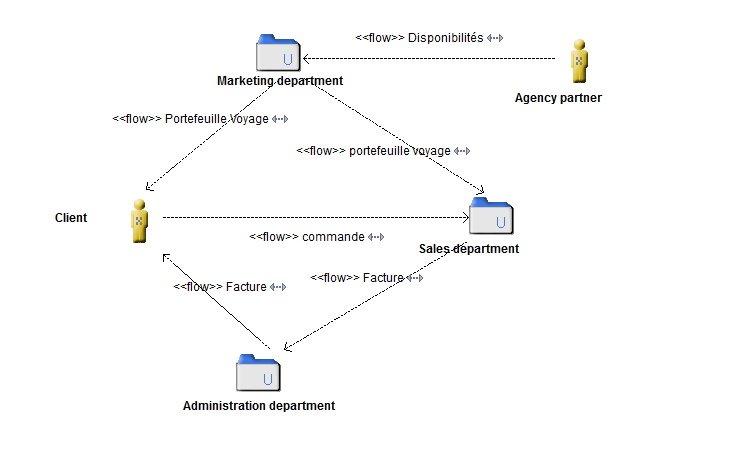 <<flow>> Disponibilités
Marketing department
Agency partner
<<flow>> Portefeuille Voyage
<<flow>> portefeuille voyage
Client
<<flow>> commande
Sales department
<<flow>> Facture
<<flow>> Facture
Administration department